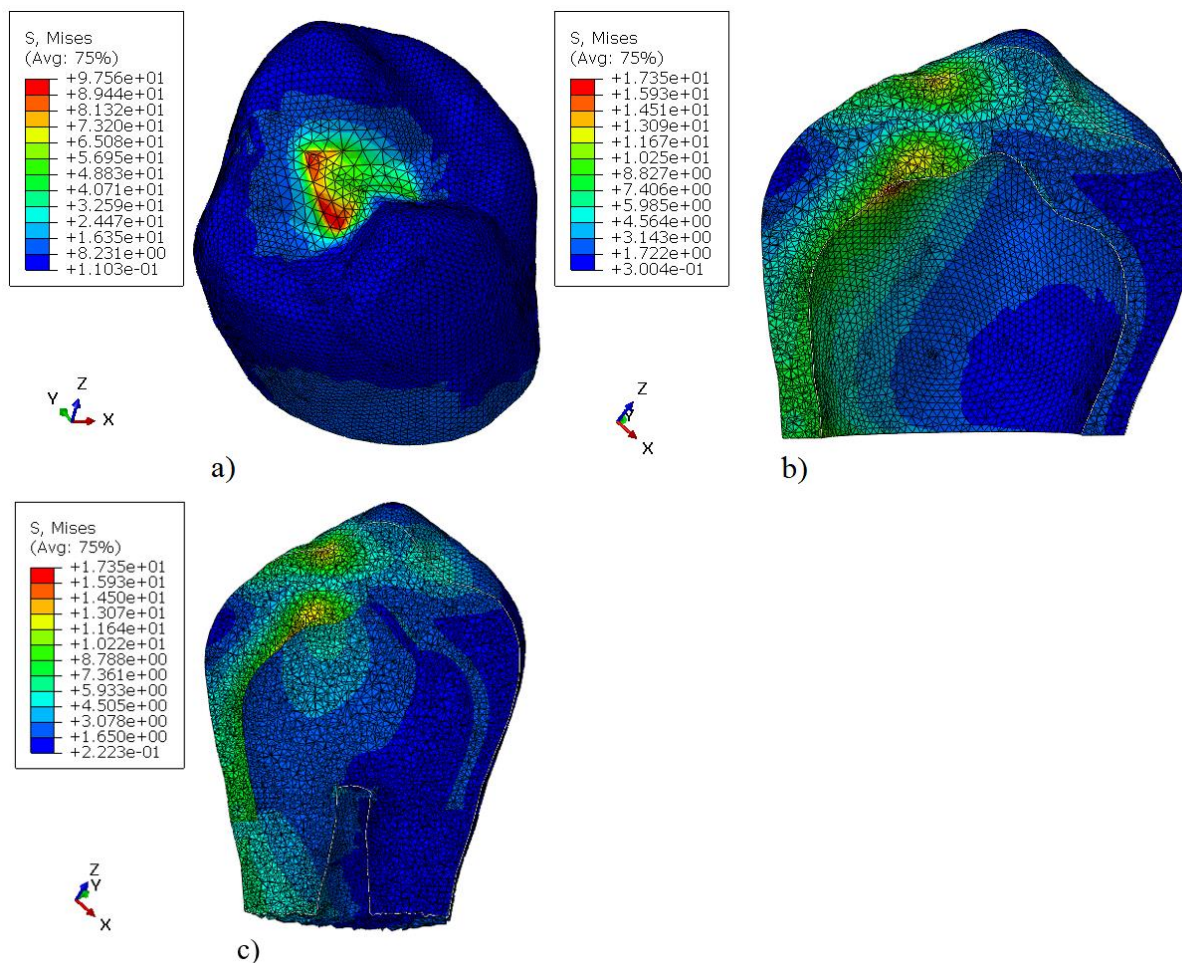 S, Mises
(Avg: 75%)
+9.756e+01
+8.944e+01
+8.132e+01
+7.320e+01
+6.508e+01
+5.695e+01
+4.883e+01
+4.071e+01
+3.259e+01
+2.447e+01
+1.635e+01
+8.231e+00
+1.103e-01
Z
Y
X
a)
S, Mises
(Avg: 75%)
+1.735e+01
+1.593e+01
+1.451e+01
+1.309e+01
+1.167e+01
+1.025e+01
+8.827e+00
+7.406e+00
+5.985e+00
+4.564e+00
+3.143e+00
+1.722e+00
+3.004e-01
Z
Y
X
b)
S, Mises
(Avg: 75%)
+1.735e+01
+1.593e+01
+1.450e+01
+1.307e+01
+1.164e+01
+1.022e+01
+8.788e+00
+7.361e+00
+5.933e+00
+4.505e+00
+3.078e+00
+1.650e+00
+2.223e-01
Z
Y
X
c)